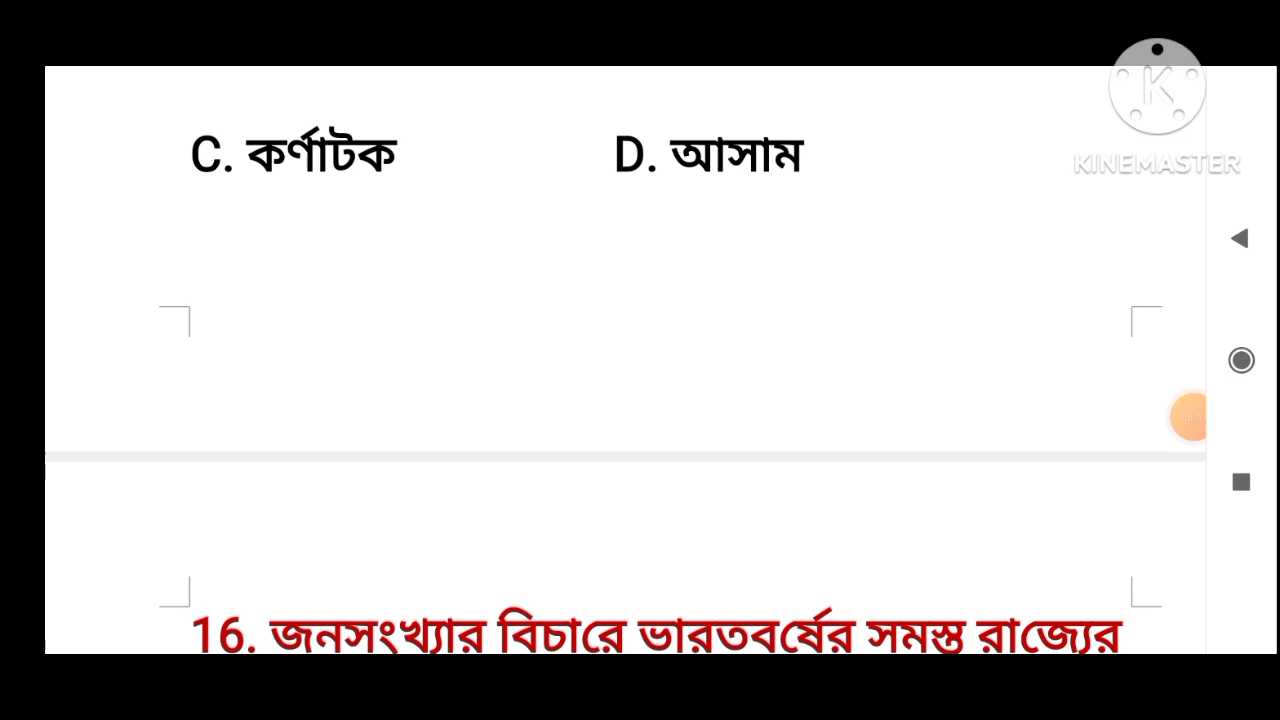 KINEMASTER
C. কর্ণাটক D. আসাম
16. জনসংখ্যার বিচারে ভারতবর্ষের সমস্ত রাজ্যের